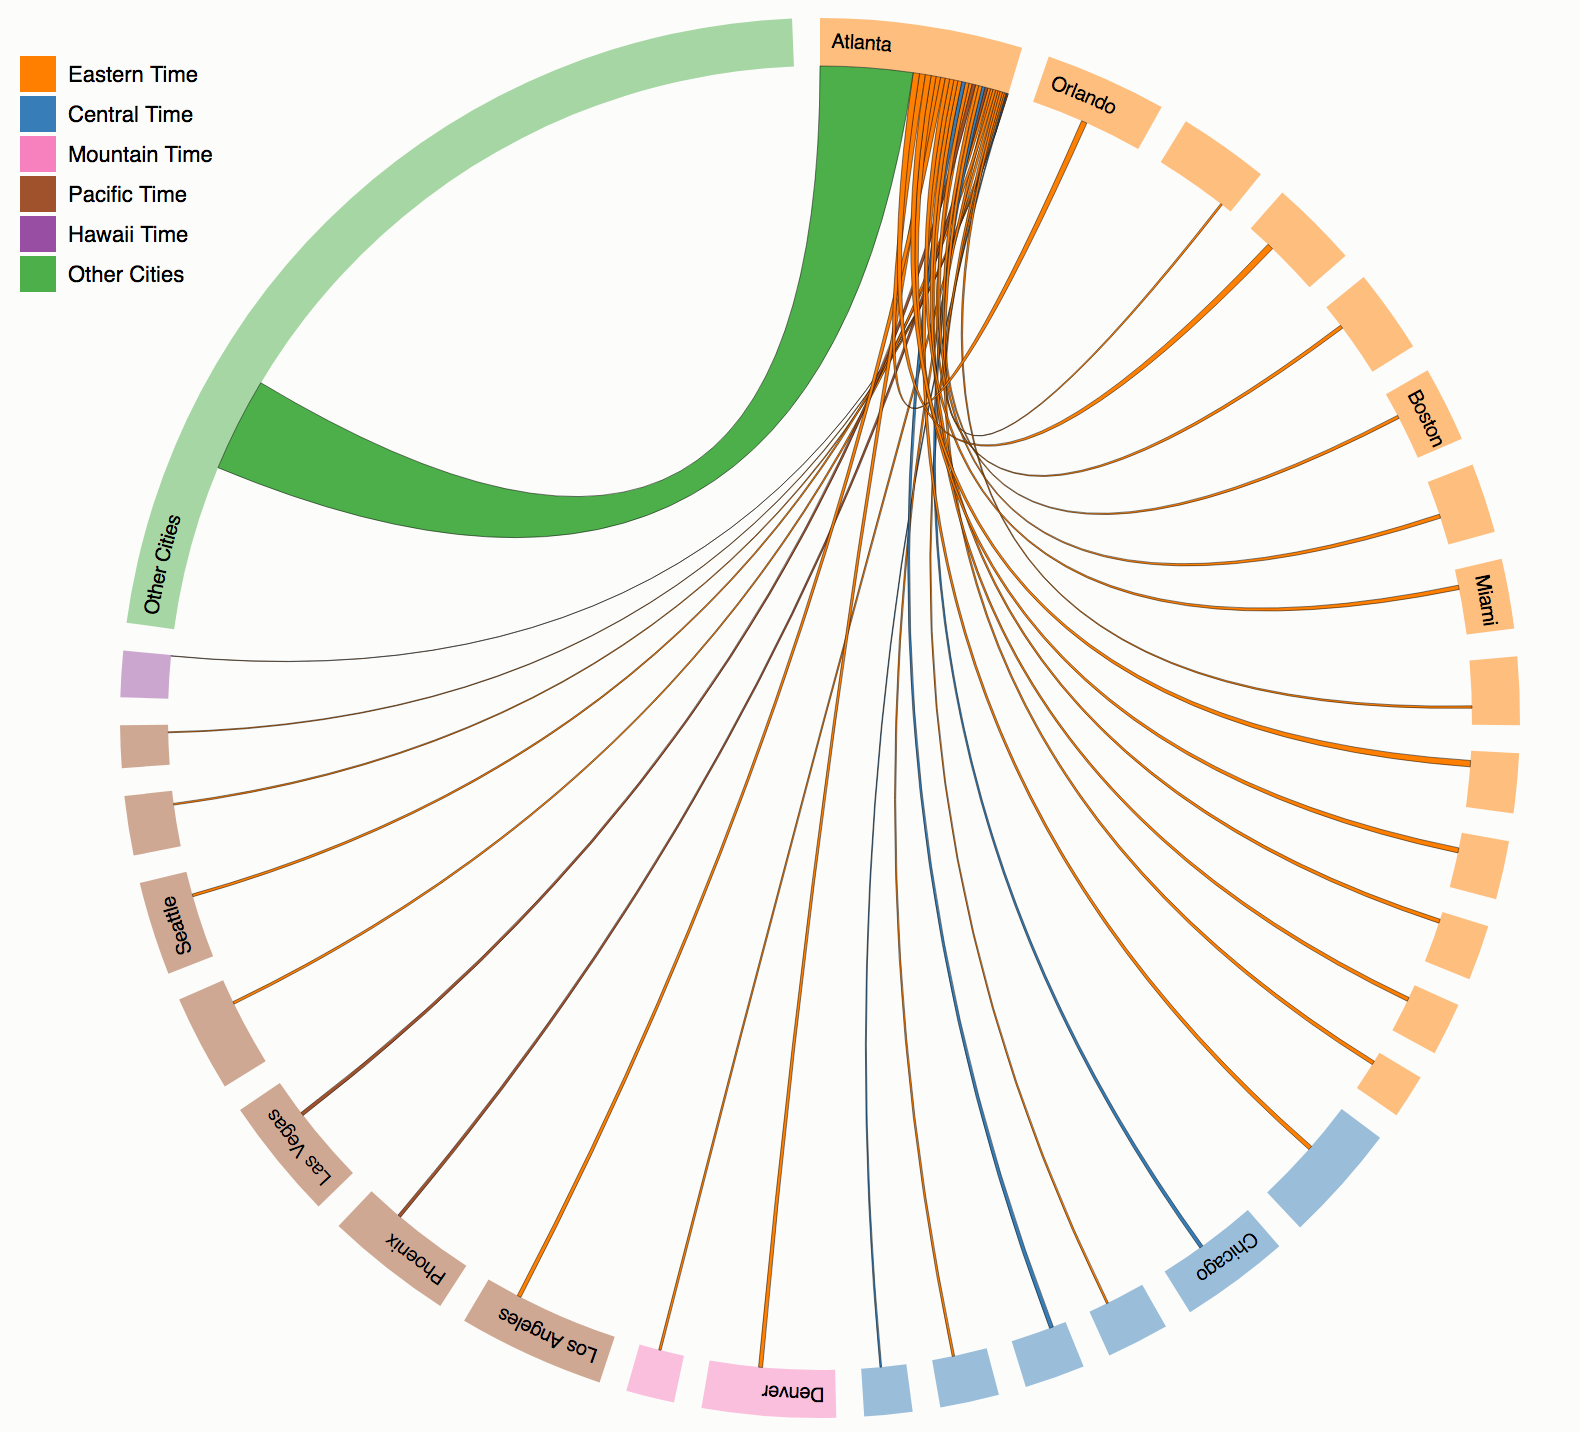 Eastern Time
Central Time
Mountain Time
Pacific Time
Hawaii Time
Other Cities
Atlanta
Orlando
Boston
Miami
Chicago
Denver
Los Angeles
Phoenix
Las Vegas
Seattle
Other Cities